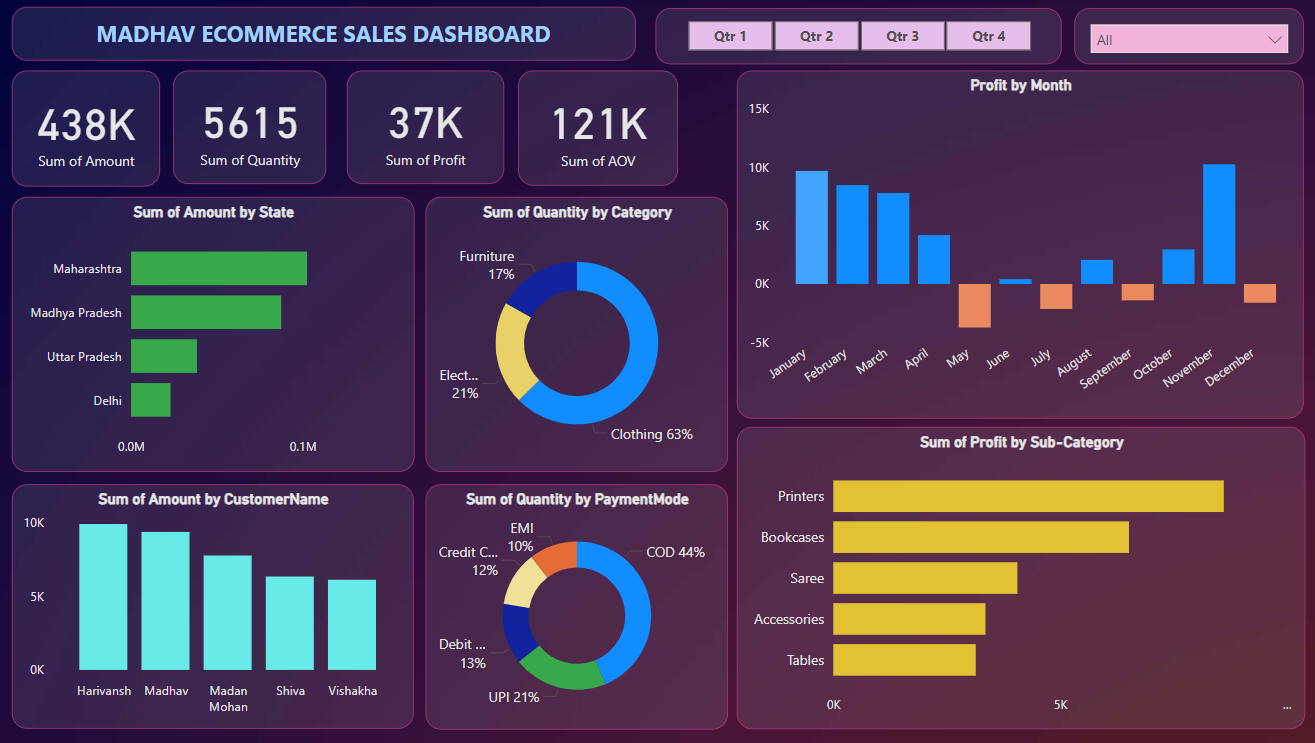 MADHAV ECOMMERCE SALES DASHBOARD
Qtr 1
Qtr 2
Qtr 3
Qtr 4
All
438K
Sum of Amount
5615
Sum of Quantity
37K
Sum of Profit
121K
Sum of AOV
Profit by Month
15K
10K
5K
0K
-5K
January
February
March
April
May
June
July
August
September
October
November
December
Sum of Amount by State
Maharashtra
Madhya Pradesh
Uttar Pradesh
Delhi
0.0M
0.1M
Sum of Quantity by Category
Furniture
17%
Elect...
21%
Clothing 63%
Sum of Profit by Sub-Category
Printers
Bookcases
Saree
Accessories
Tables
0K
5K
...
Sum of Amount by CustomerName
10K
5K
0K
Harivansh
Madhav
Madan
Mohan
Shiva
Vishakha
Sum of Quantity by PaymentMode
EMI
10%
Credit C...
12%
Debit ...
13%
UPI 21%
COD 44%